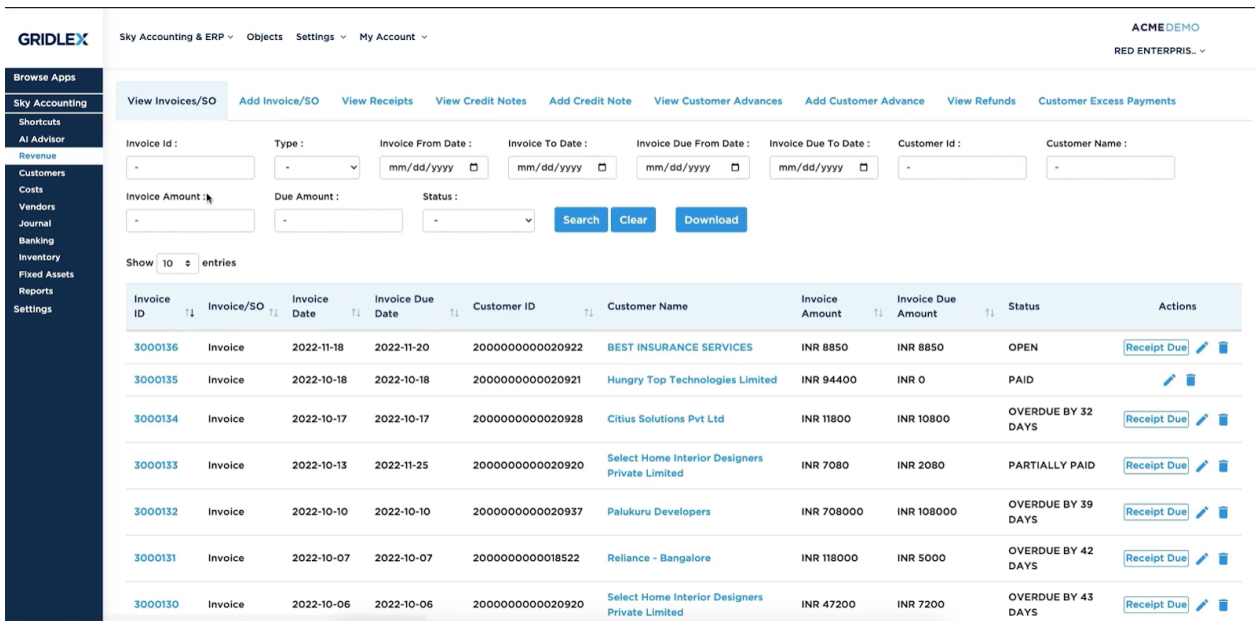 GRIDLEX
Sky Accounting & ERP Objects Settings My Account
ACMEDEMO
RED ENTERPRIS..
Browse Apps
Sky Accounting
Shortcuts
AI Advisor
Revenue
Customers
Costs
Vendors
Journal
Banking
Inventory
Fixed Assets
Reports
Settings
View Invoices/SO Add Invoice/SO View Receipts View Credit Notes Add Credit Note View Customer Advances Add Customer Advance View Refunds Customer Excess Payments
Invoice Id : Type : Invoice From Date : Invoice To Date : Invoice Due From Date : Invoice Due To Date : Customer Id : Customer Name :
- - mm/dd/yyyy mm/dd/yyyy mm/dd/yyyy mm/dd/yyyy - -
Invoice Amount : Due Amount : Status :
- - - Search Clear Download
Show 10 entries
Invoice ID Invoice/SO Invoice Date Invoice Due Date Customer ID Customer Name Invoice Amount Invoice Due Amount Status Actions
3000136 Invoice 2022-11-18 2022-11-20 2000000000020922 BEST INSURANCE SERVICES INR 8850 INR 8850 OPEN Receipt Due
3000135 Invoice 2022-10-18 2022-10-18 2000000000020921 Hungry Top Technologies Limited INR 94400 INR 0 PAID
3000134 Invoice 2022-10-17 2022-10-17 2000000000020928 Citius Solutions Pvt Ltd INR 11800 INR 10800 OVERDUE BY 32 DAYS Receipt Due
3000133 Invoice 2022-10-13 2022-11-25 2000000000020920 Select Home Interior Designers Private Limited INR 7080 INR 2080 PARTIALLY PAID Receipt Due
3000132 Invoice 2022-10-10 2022-10-10 2000000000020937 Palukuru Developers INR 708000 INR 108000 OVERDUE BY 39 DAYS Receipt Due
3000131 Invoice 2022-10-07 2022-10-07 2000000000018522 Reliance - Bangalore INR 118000 INR 5000 OVERDUE BY 42 DAYS Receipt Due
3000130 Invoice 2022-10-06 2022-10-06 2000000000020920 Select Home Interior Designers Private Limited INR 47200 INR 7200 OVERDUE BY 43 DAYS Receipt Due